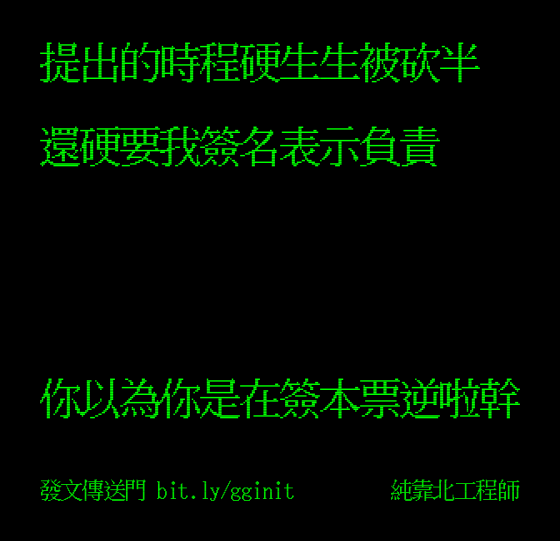 提出的時程硬生生被砍半
還硬要我簽名表示負責
你以為你是在簽本票逆啦幹
發文傳送門 bit.ly/gginit
純靠北工程師